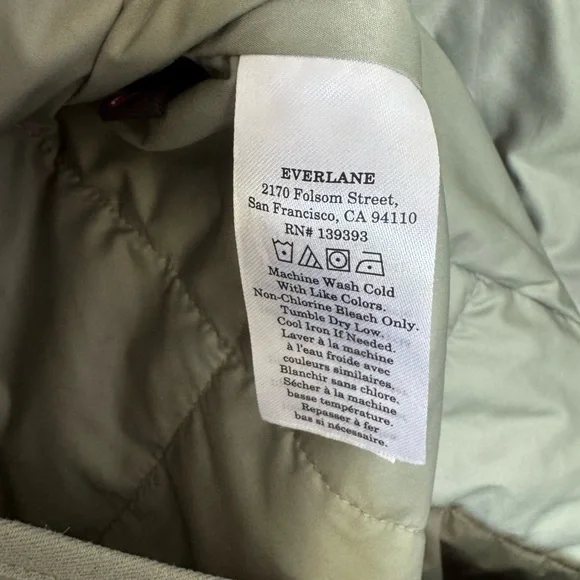 EVERLANE
2170 Folsom Street,
San Francisco, CA 94110
RN# 139393
Machine Wash Cold
With Like Colors.
Non-Chlorine Bleach Only.
Tumble Dry Low.
Cool Iron If Needed.
Laver à la machine
à l'eau froide avec
couleurs similaires.
Blanchir sans chlore.
Sécher à la machine
basse température.
Repasser à fer
bas si nécessaire.